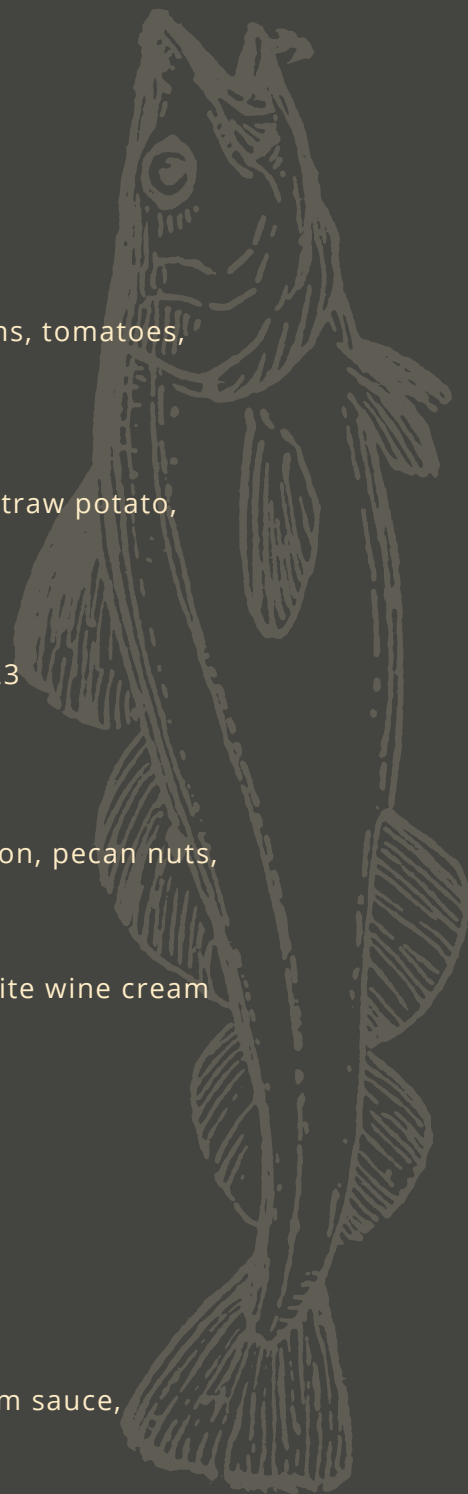 ns, tomatoes,
traw potato,
3
on, pecan nuts,
ite wine cream
m sauce,